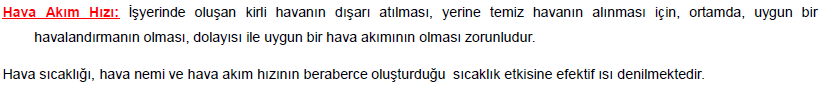 Hava Akım Hızı: İşyerinde oluşan kirli havanın dışarı atılması, yerine temiz havanın alınması için, ortamda, uygun bir
havalandırmanın olması, dolayısı ile uygun bir hava akımının olması zorunludur.
Hava sıcaklığı, hava nemi ve hava akım hızının beraberce oluşturduğu sıcaklık etkisine efektif ısı denilmektedir.